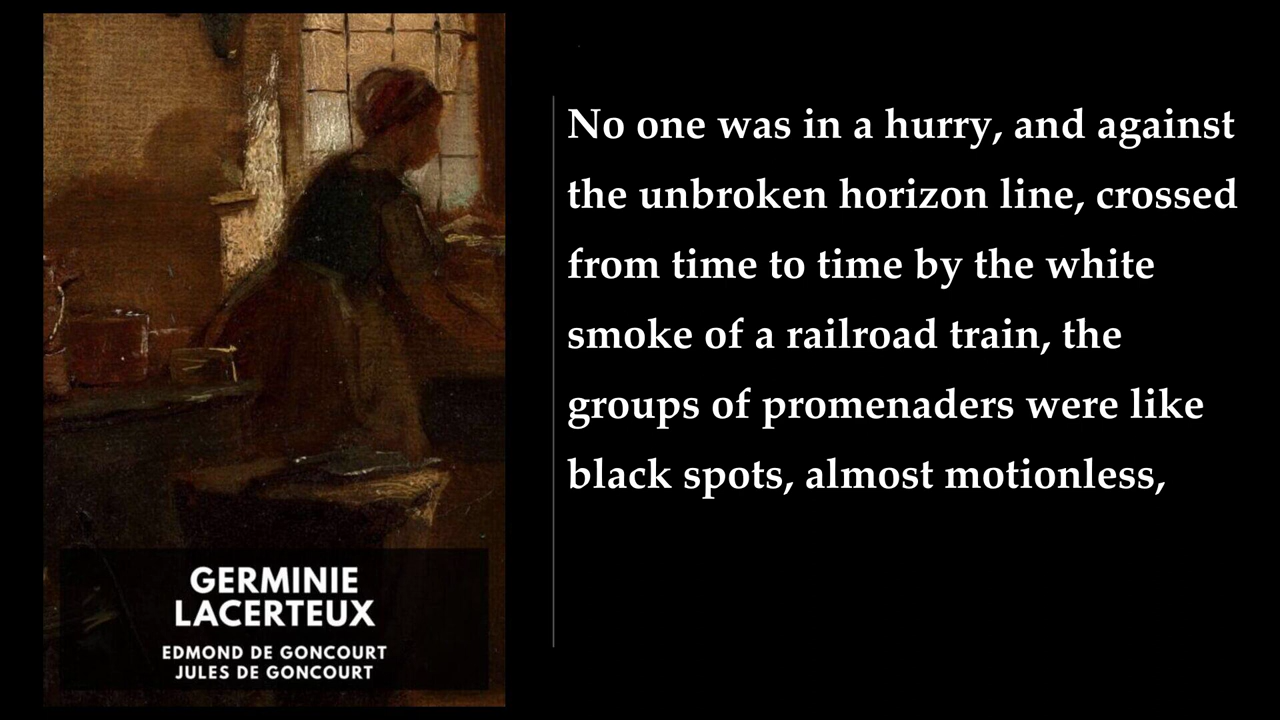 GERMINIE
LACERTEUX
EDMOND DE GONCOURT
JULES DE GONCOURT
No one was in a hurry, and against
the unbroken horizon line, crossed
from time to time by the white
smoke of a railroad train, the
groups of promenaders were like
black spots, almost motionless,